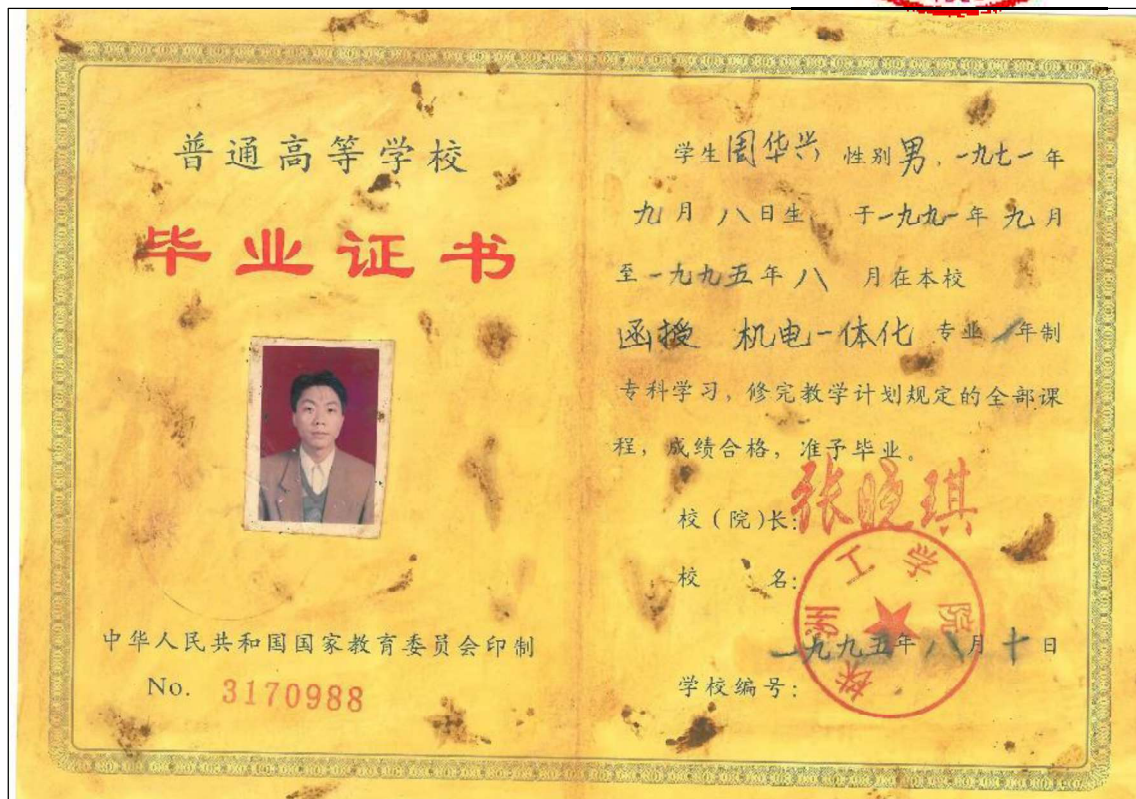 普通高等学校
毕业证书
中华人民共和国国家教育委员会印制
No. 3170988
学生周华兴 性别男，一九七一年
九月八日生，于一九九一年九月
至一九九五年八月在本校
函授 机电一体化 专业 年制
专科学习，修完教学计划规定的全部课
程，成绩合格，准予毕业。
校(院)长:张晓琪
校 名:
株洲工学院
一九九五年八月十日
学校编号: